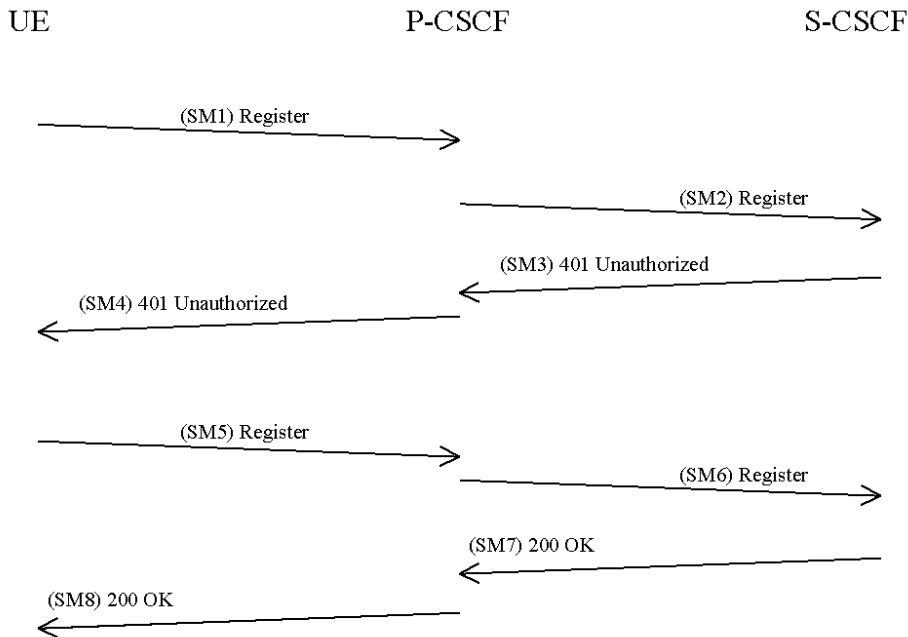 UE P-CSCF S-CSCF
(SM1) Register
(SM2) Register
(SM3) 401 Unauthorized
(SM4) 401 Unauthorized
(SM5) Register
(SM6) Register
(SM7) 200 OK
(SM8) 200 OK